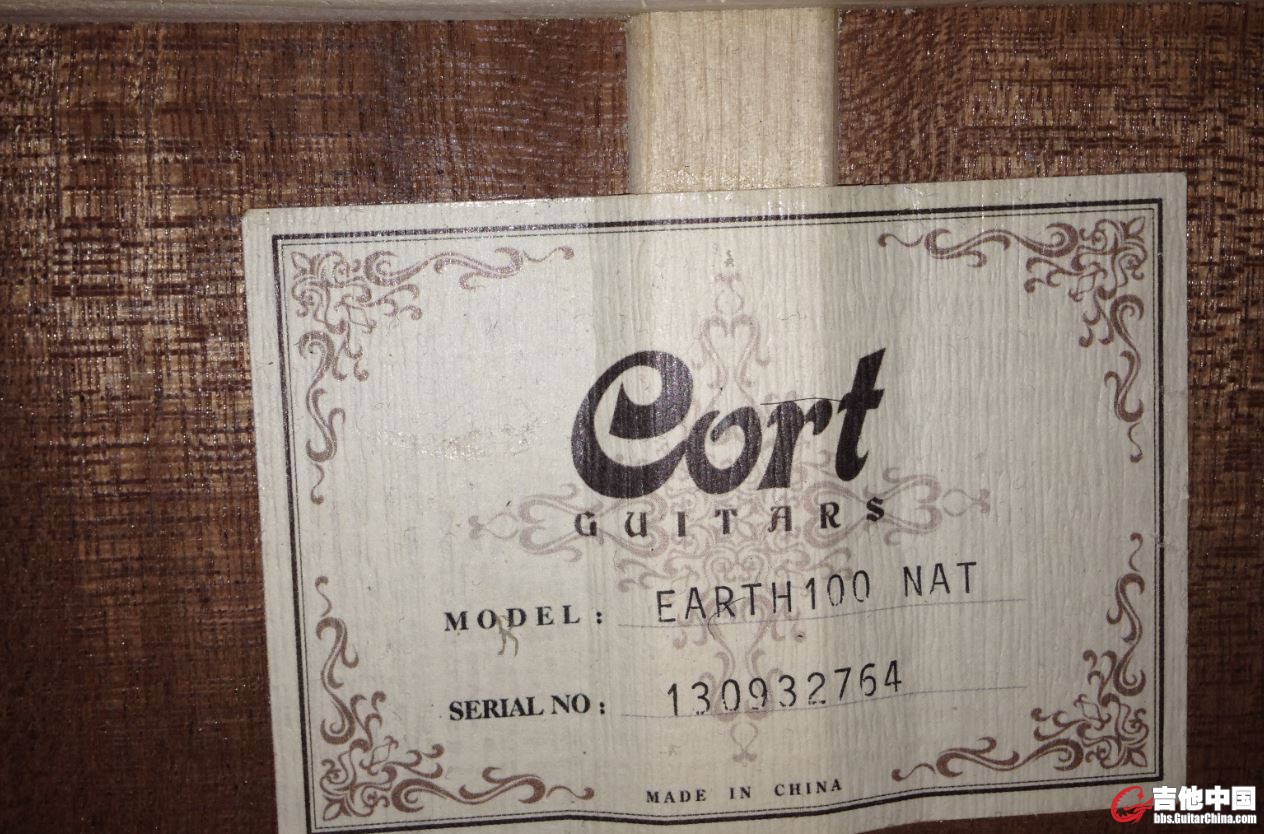 Cort
GUITARS
MODEL: EARTH100 NAT
SERIAL NO: 130932764
MADE IN CHINA
吉他中国
bbs.GuitarChina.com